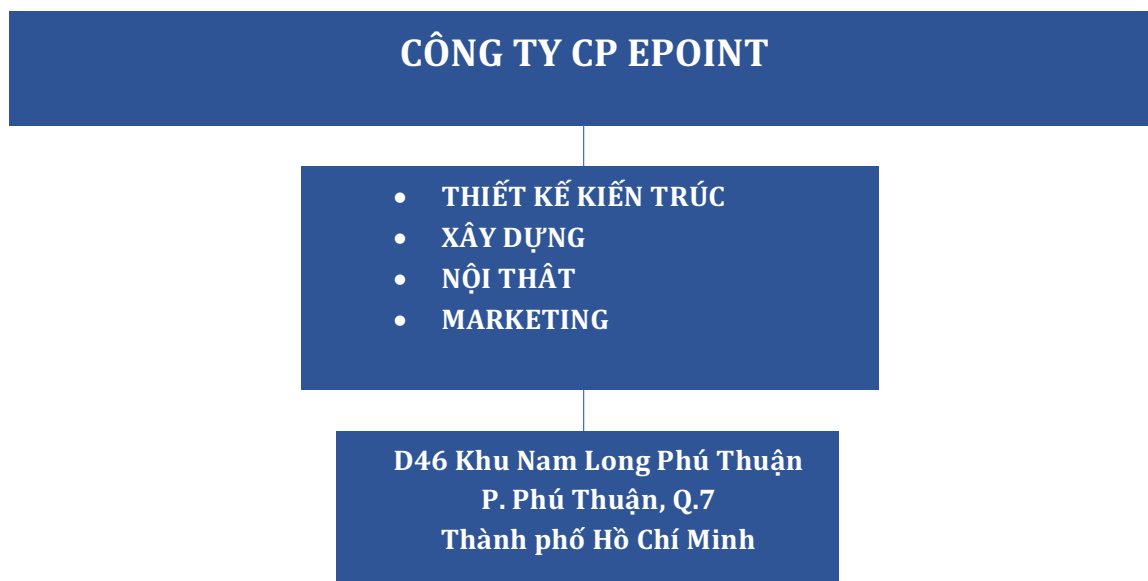 CÔNG TY CP EPOINT
• THIẾT KẾ KIẾN TRÚC
• XÂY DỰNG
• NỘI THÂT
• MARKETING
D46 Khu Nam Long Phú Thuận
P. Phú Thuận, Q.7
Thành phố Hồ Chí Minh